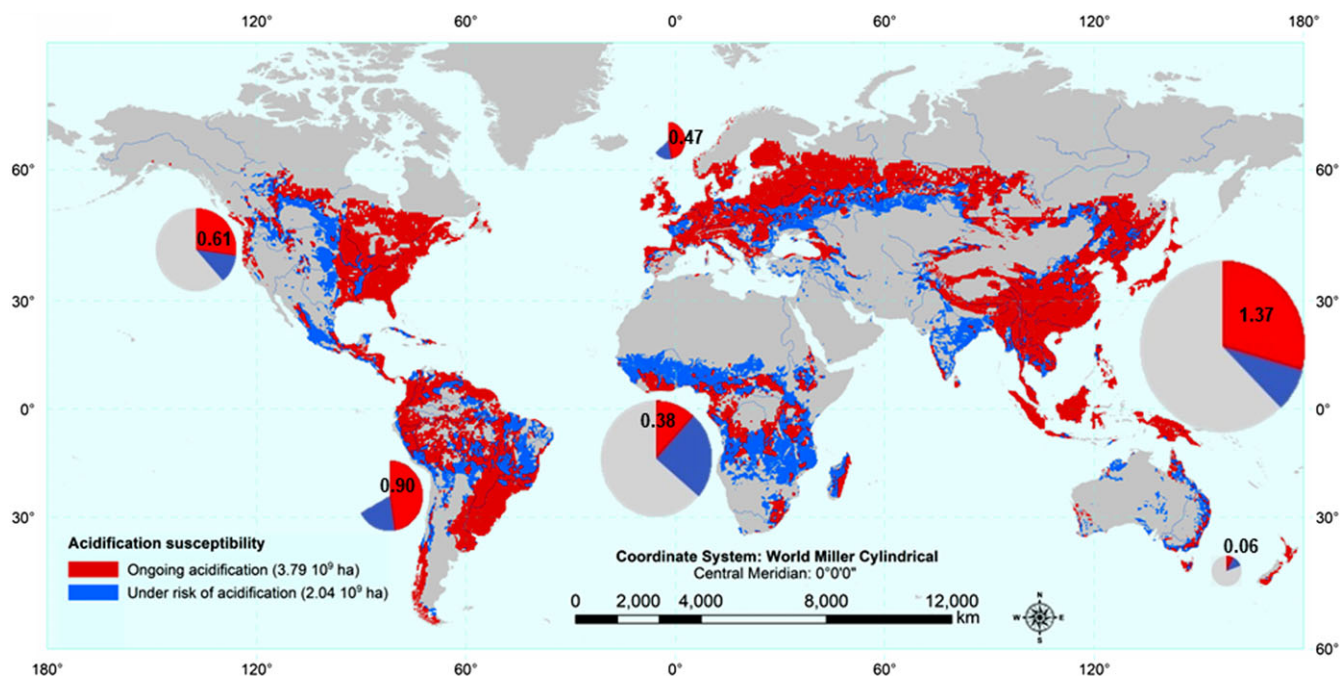 120° 60° 0° 60° 120° 180°
60° 60°
0.47
0.61
30° 30°
1.37
0° 0°
0.38
0.90
30° 30°
0.06
Acidification susceptibility
Ongoing acidification (3.79 10⁹ ha)
Under risk of acidification (2.04 10⁹ ha)
Coordinate System: World Miller Cylindrical
Central Meridian: 0°0'0"
0 2,000 4,000 8,000 12,000
km
N
W E
S
60°
180° 120° 60° 0° 60° 120° 180°